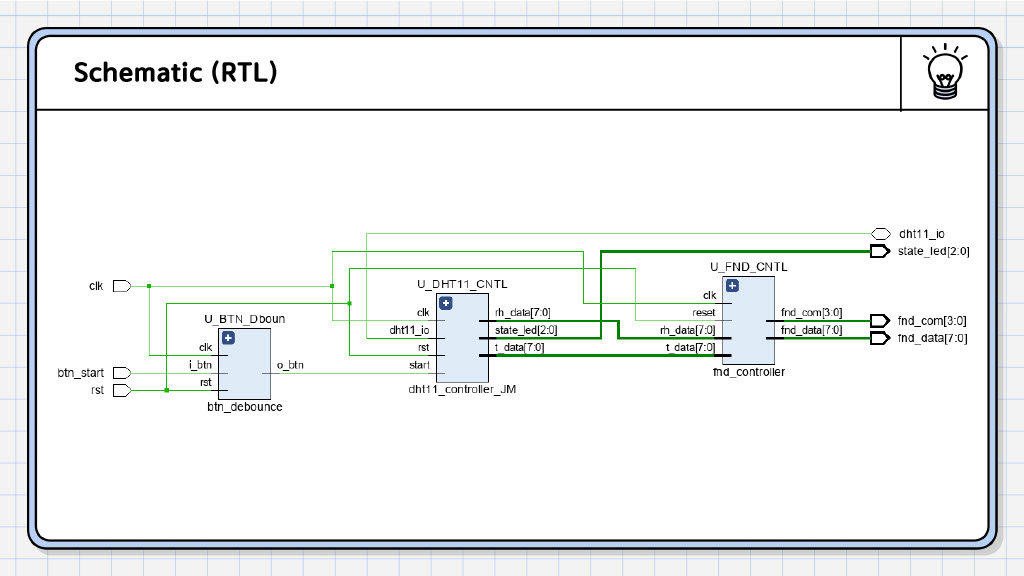 Schematic (RTL)
dht11_io
state_led[2:0]
U_FND_CNTL
clk
U_DHT11_CNTL
clk
reset
clk
rh_data[7:0]
fnd_com[3:0]
fnd_com[3:0]
U_BTN_Dboun
dht11_io
state_led[2:0]
rh_data[7:0]
fnd_data[7:0]
fnd_data[7:0]
clk
rst
t_data[7:0]
t_data[7:0]
btn_start
i_btn
o_btn
start
fnd_controller
rst
rst
dht11_controller_JM
btn_debounce